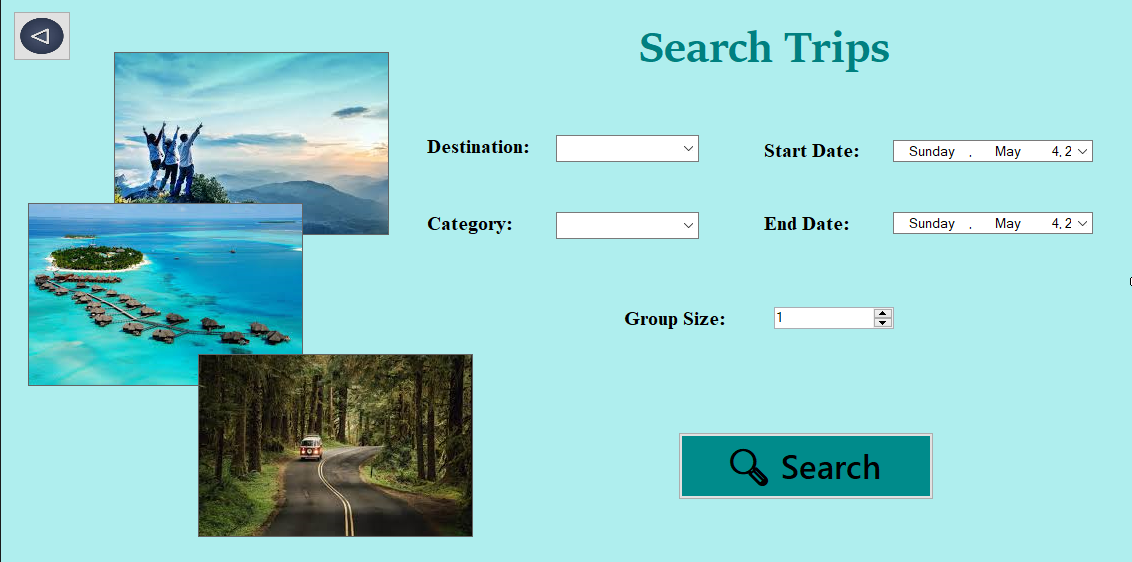 Search Trips
Destination:
Start Date: Sunday , May 4, 2
Category:
End Date: Sunday , May 4, 2
Group Size: 1
Search